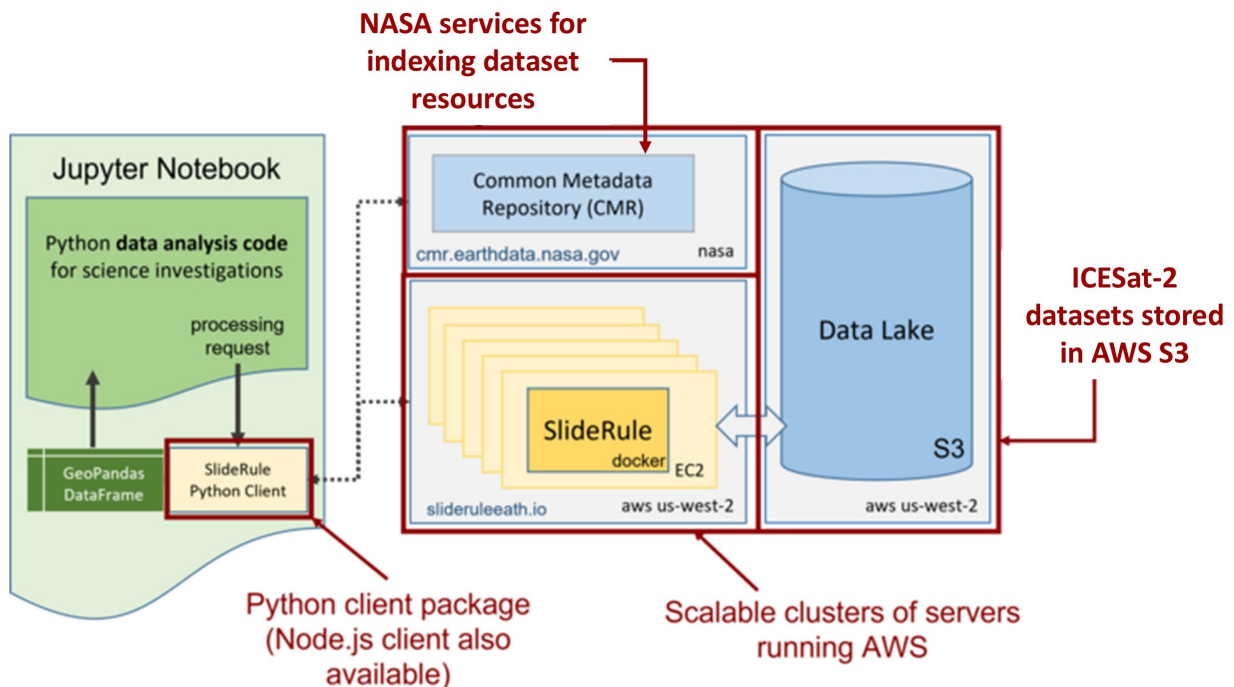 NASA services for
indexing dataset
resources
Jupyter Notebook
Python data analysis code
for science investigations
processing
request
GeoPandas
DataFrame
SlideRule
Python Client
Common Metadata
Repository (CMR)
cmr.earthdata.nasa.gov
nasa
SlideRule
docker
EC2
slideruleeath.io
aws us-west-2
Data Lake
S3
aws us-west-2
ICESat-2
datasets stored
in AWS S3
Python client package
(Node.js client also
available)
Scalable clusters of servers
running AWS